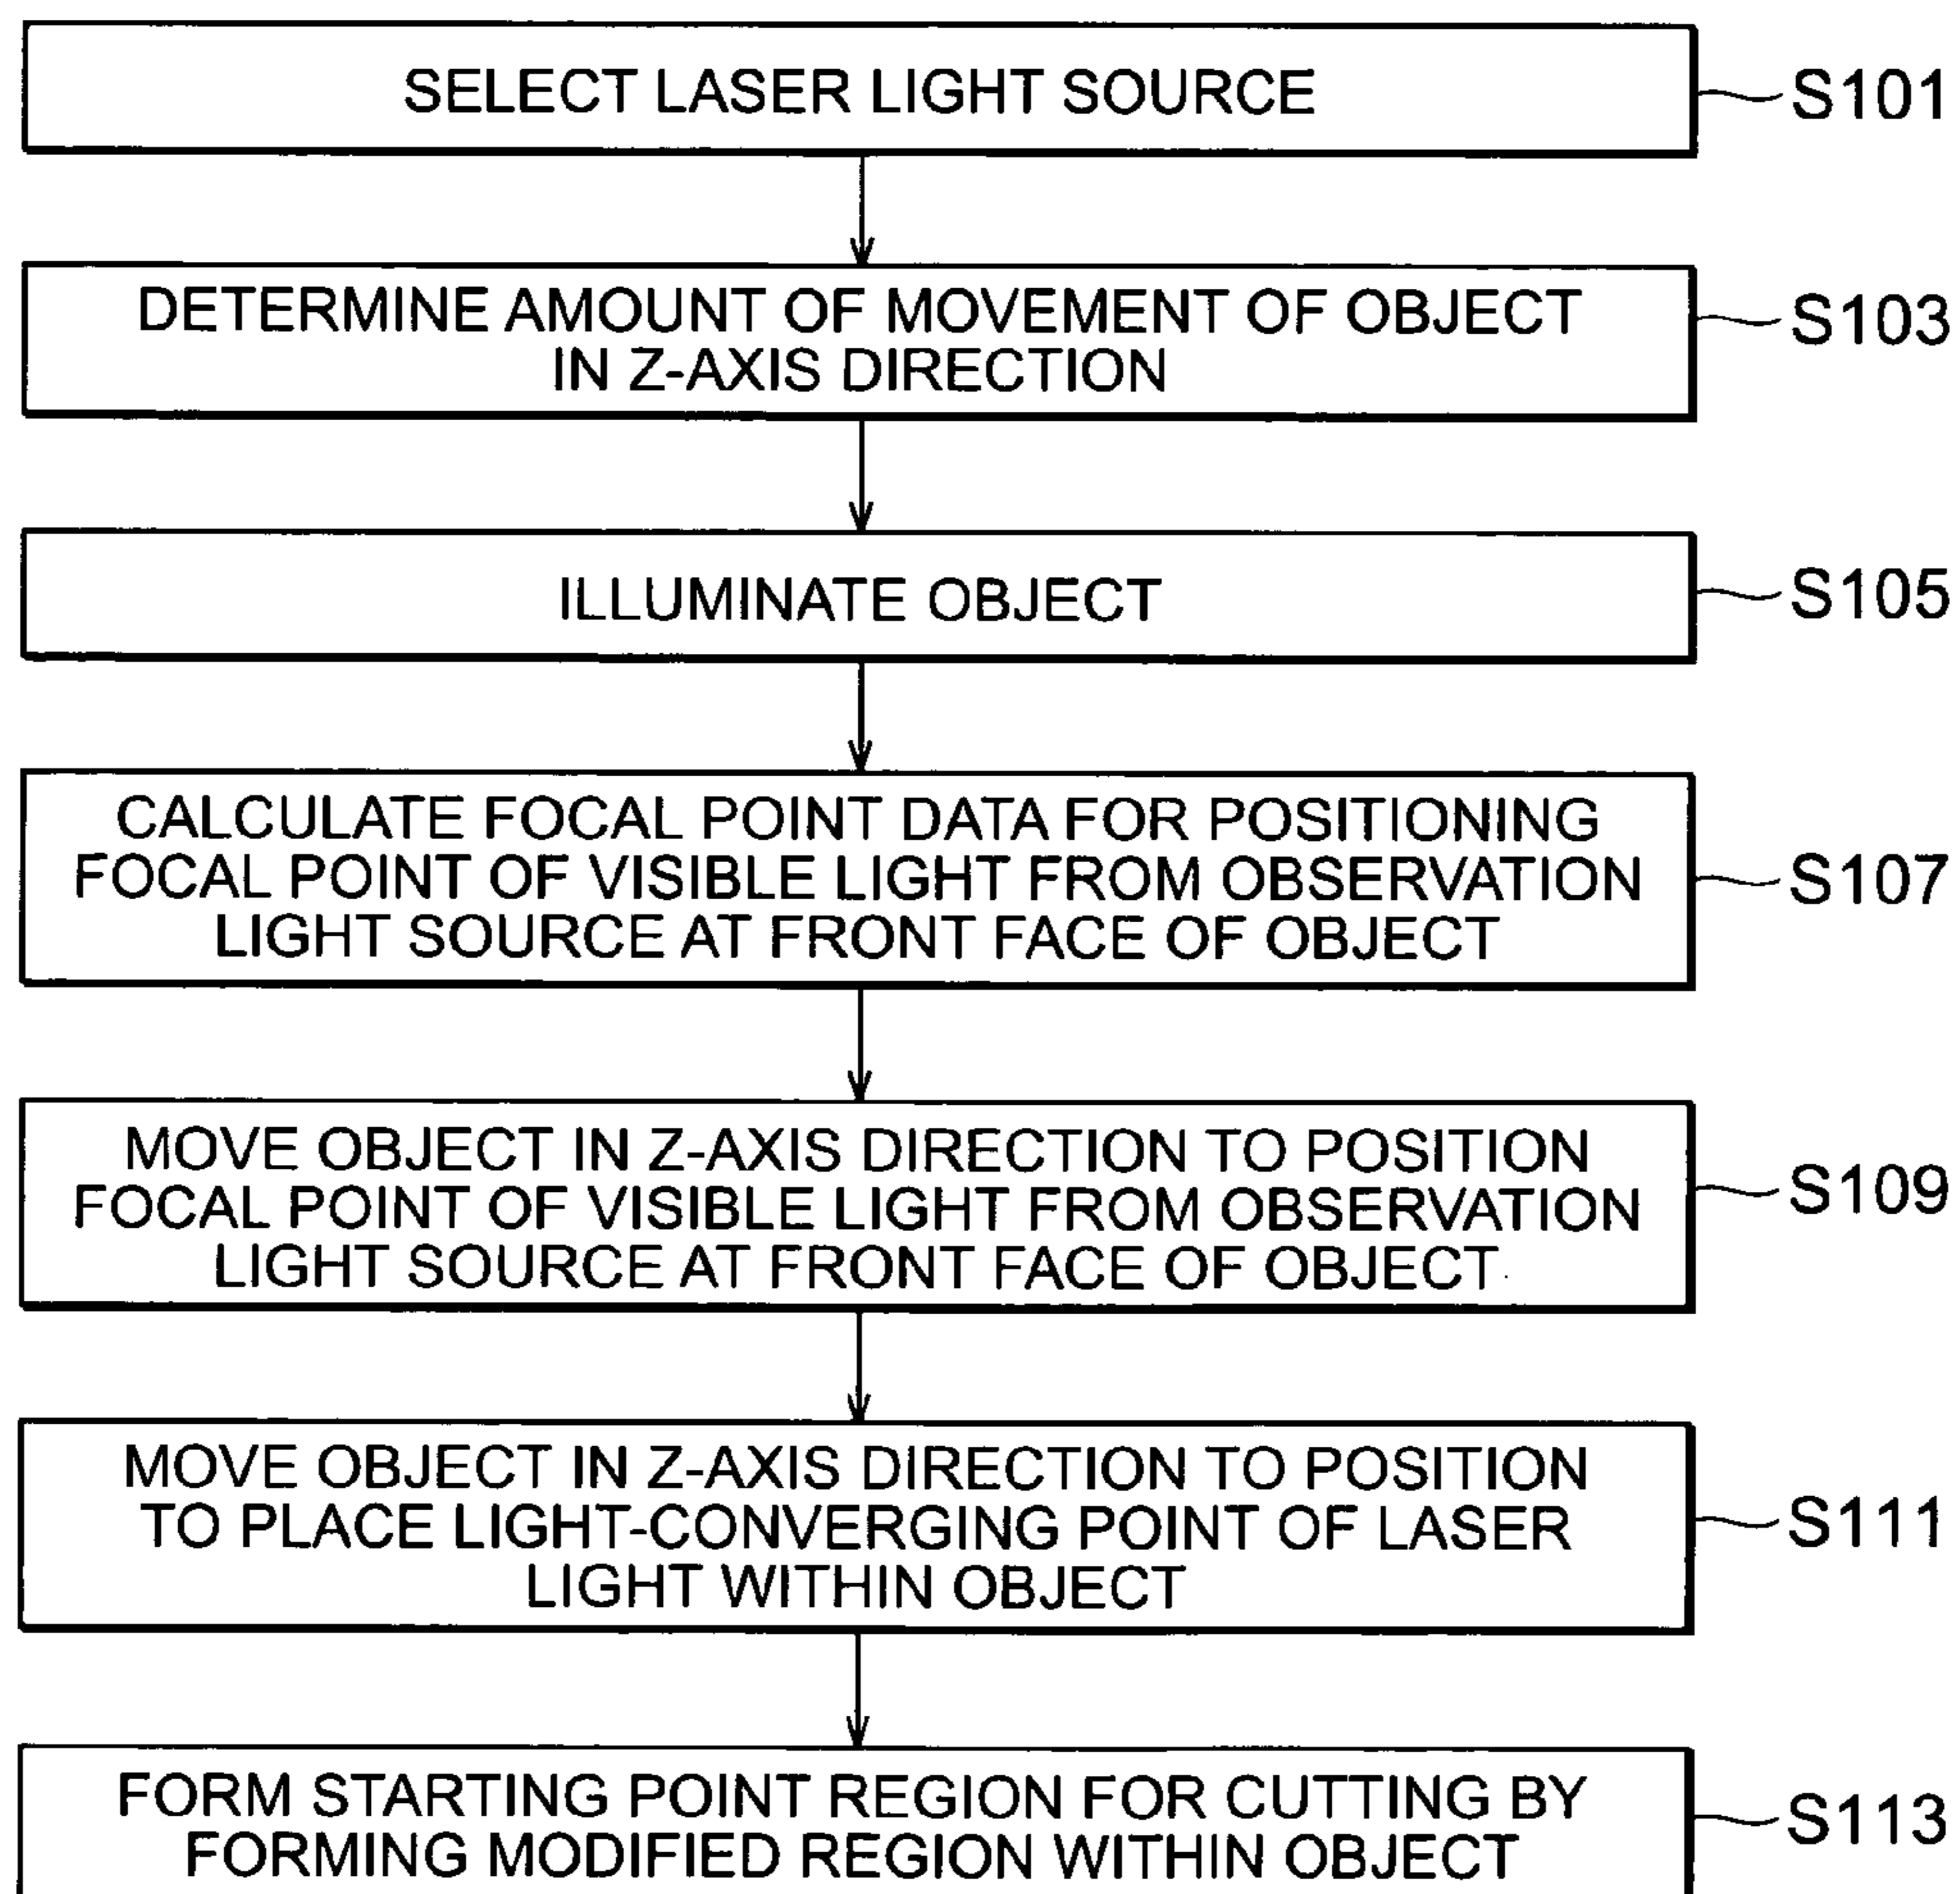 SELECT LASER LIGHT SOURCE
S101
DETERMINE AMOUNT OF MOVEMENT OF OBJECT
IN Z-AXIS DIRECTION
S103
ILLUMINATE OBJECT
S105
CALCULATE FOCAL POINT DATA FOR POSITIONING
FOCAL POINT OF VISIBLE LIGHT FROM OBSERVATION
LIGHT SOURCE AT FRONT FACE OF OBJECT
S107
MOVE OBJECT IN Z-AXIS DIRECTION TO POSITION
FOCAL POINT OF VISIBLE LIGHT FROM OBSERVATION
LIGHT SOURCE AT FRONT FACE OF OBJECT
S109
MOVE OBJECT IN Z-AXIS DIRECTION TO POSITION
TO PLACE LIGHT-CONVERGING POINT OF LASER
LIGHT WITHIN OBJECT
S111
FORM STARTING POINT REGION FOR CUTTING BY
FORMING MODIFIED REGION WITHIN OBJECT
S113